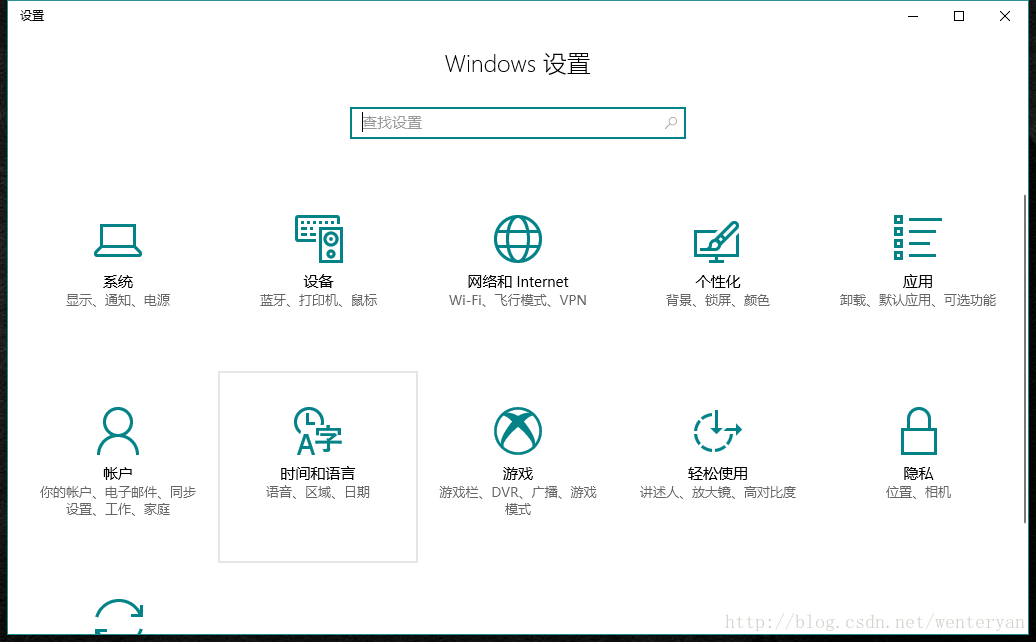 设置
Windows 设置
查找设置
系统
显示、通知、电源
设备
蓝牙、打印机、鼠标
网络和 Internet
Wi-Fi、飞行模式、VPN
个性化
背景、锁屏、颜色
应用
卸载、默认应用、可选功能
帐户
你的帐户、电子邮件、同步
设置、工作、家庭
时间和语言
语音、区域、日期
游戏
游戏栏、DVR、广播、游戏
模式
轻松使用
讲述人、放大镜、高对比度
隐私
位置、相机
http://blog.csdn.net/wenteryan